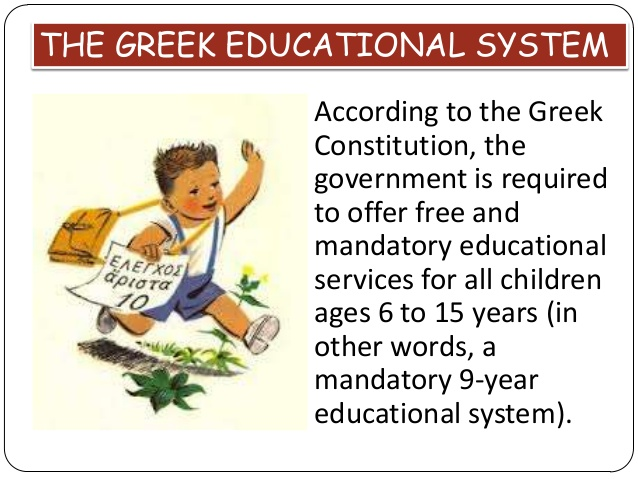 THE GREEK EDUCATIONAL SYSTEM
ΕΛΕΓΧΟΣ
ἄριστα
10
According to the Greek
Constitution, the
government is required
to offer free and
mandatory educational
services for all children
ages 6 to 15 years (in
other words, a
mandatory 9-year
educational system).